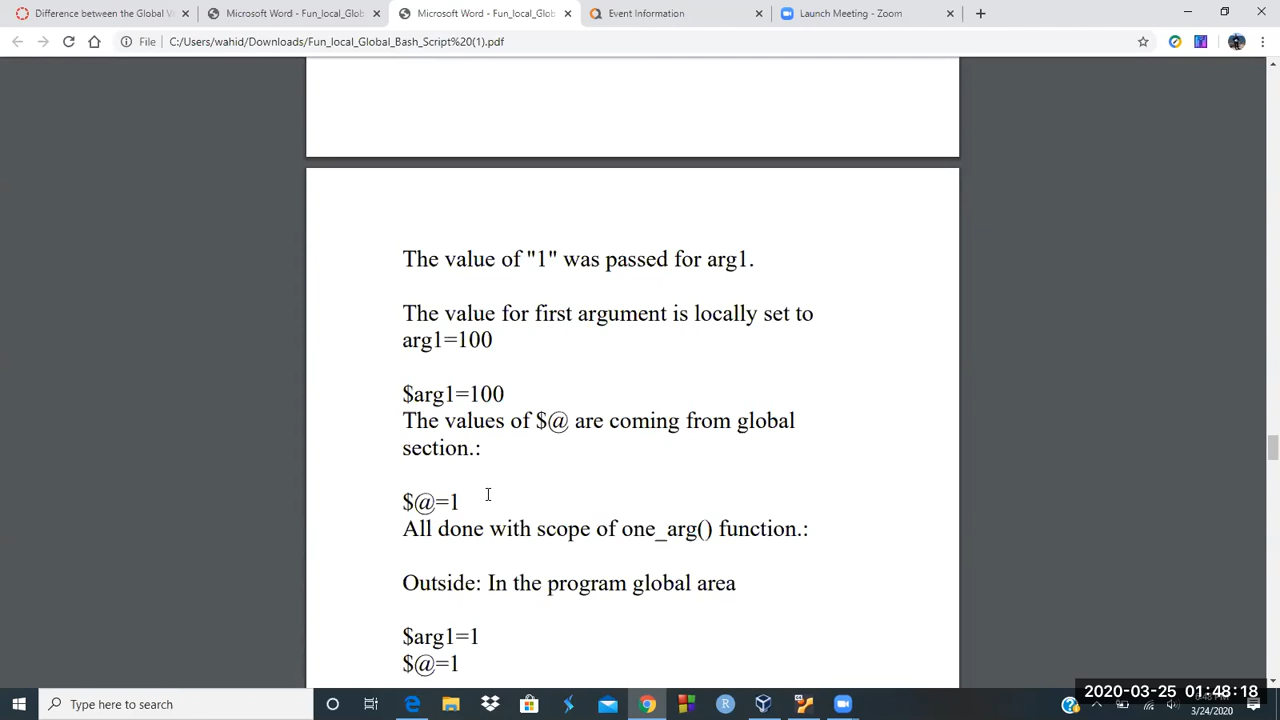 Difference between the Global V
Microsoft Word - Fun_local_Glob
Microsoft Word - Fun_local_Glob
Event Information
Launch Meeting - Zoom
File
C:/Users/wahid/Downloads/Fun_local_Global_Bash_Script%20(1).pdf
The value of "1" was passed for arg1.
The value for first argument is locally set to
arg1=100
$arg1=100
The values of $@ are coming from global
section.:
$@=1
All done with scope of one_arg() function.:
Outside: In the program global area
$arg1=1
$@=1
Type here to search
2020-03-25 01:48:18
3/24/2020